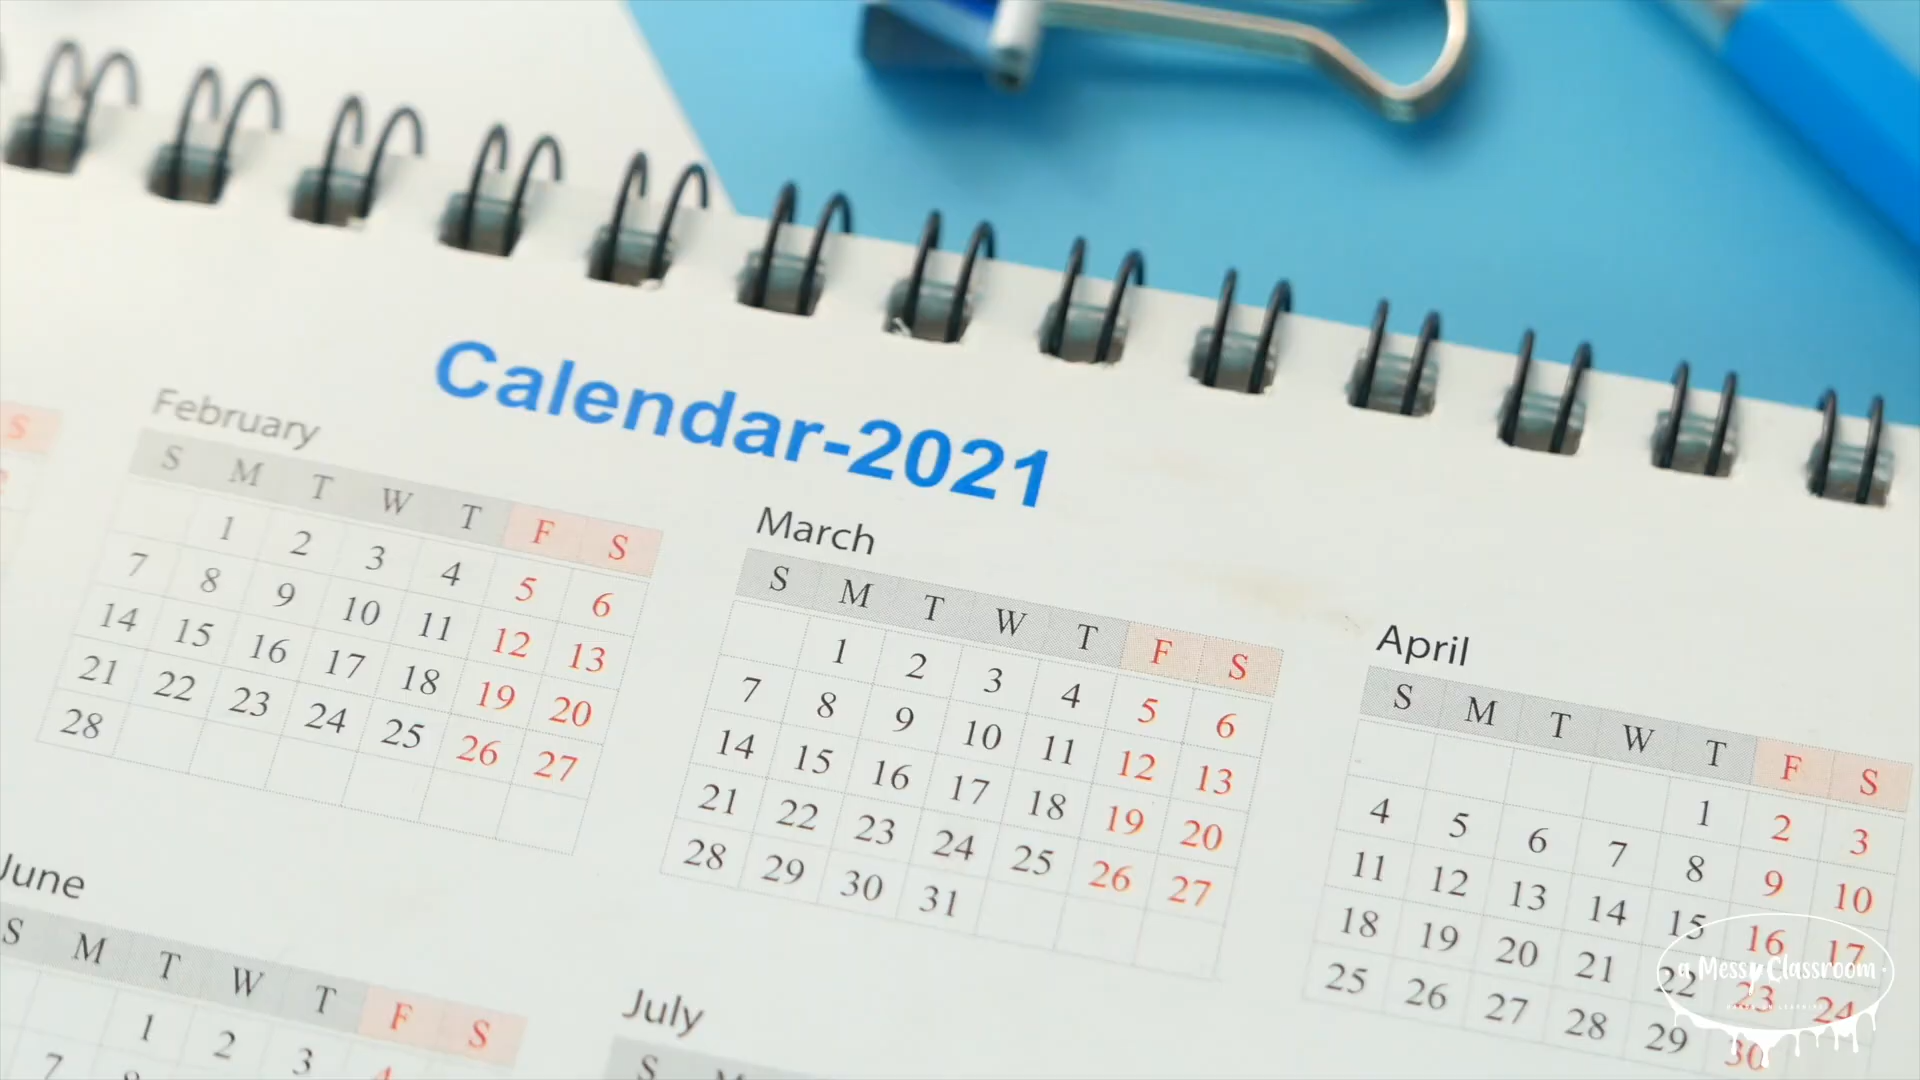 Calendar-2021
S
February
S M T W T F S
1 2 3 4 5 6
7 8 9 10 11 12 13
14 15 16 17 18 19 20
21 22 23 24 25 26 27
28
March
S M T W T F S
1 2 3 4 5 6
7 8 9 10 11 12 13
14 15 16 17 18 19 20
21 22 23 24 25 26 27
28 29 30 31
April
S M T W T F S
1 2 3
4 5 6 7 8 9 10
11 12 13 14 15 16 17
18 19 20 21 22 23 24
25 26 27 28 29 30
June
S M T W T F S
1 2 3 4
7
July
S M
a Messy Classroom